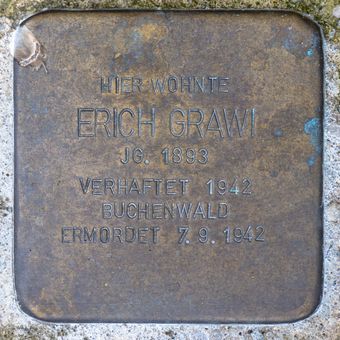 HIER WOHNTE
ERICH GRAWI
JG. 1893
VERHAFTET 1942
BUCHENWALD
ERMORDET 7.9.1942